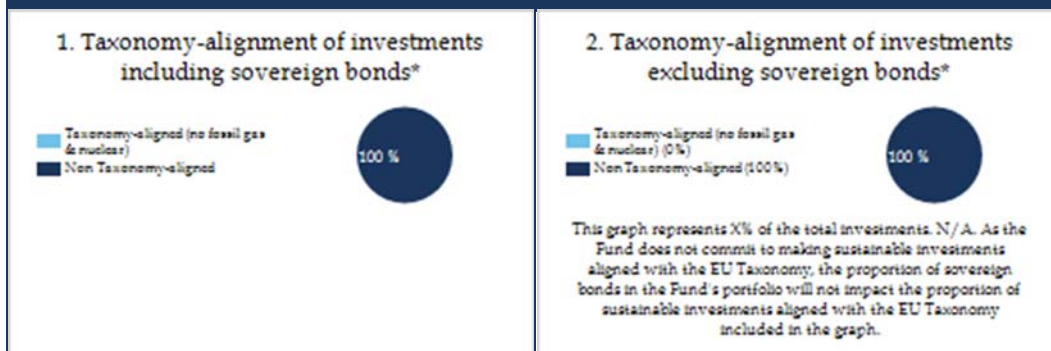 1. Taxonomy-alignment of investments
including sovereign bonds*
Taxonomy-aligned (no fossil gas
& nuclear)
Non Taxonomy-aligned
100 %
2. Taxonomy-alignment of investments
excluding sovereign bonds*
Taxonomy-aligned (no fossil gas
& nuclear) (0%)
Non Taxonomy-aligned (100%)
100 %
This graph represents X% of the total investments. N/A. As the
Fund does not commit to making sustainable investments
aligned with the EU Taxonomy, the proportion of sovereign
bonds in the Fund's portfolio will not impact the proportion of
sustainable investments aligned with the EU Taxonomy
included in the graph.